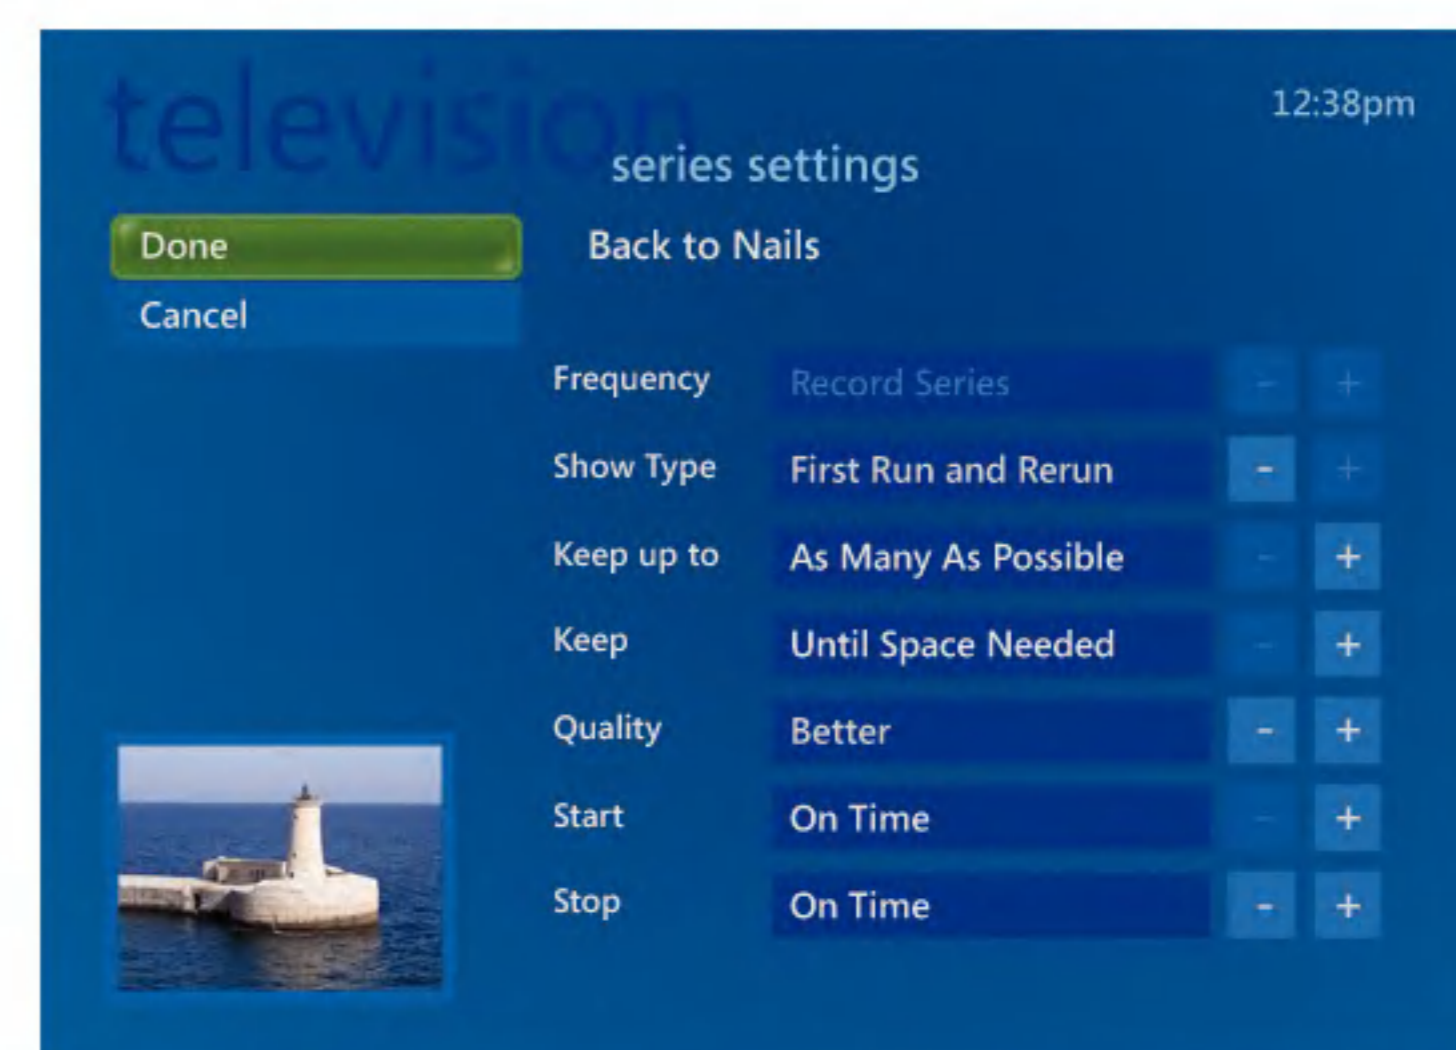 television
12:38pm
series settings
Done
Back to Nails
Cancel
Frequency Record Series - +
Show Type First Run and Rerun - +
Keep up to As Many As Possible - +
Keep Until Space Needed - +
Quality Better - +
Start On Time - +
Stop On Time - +